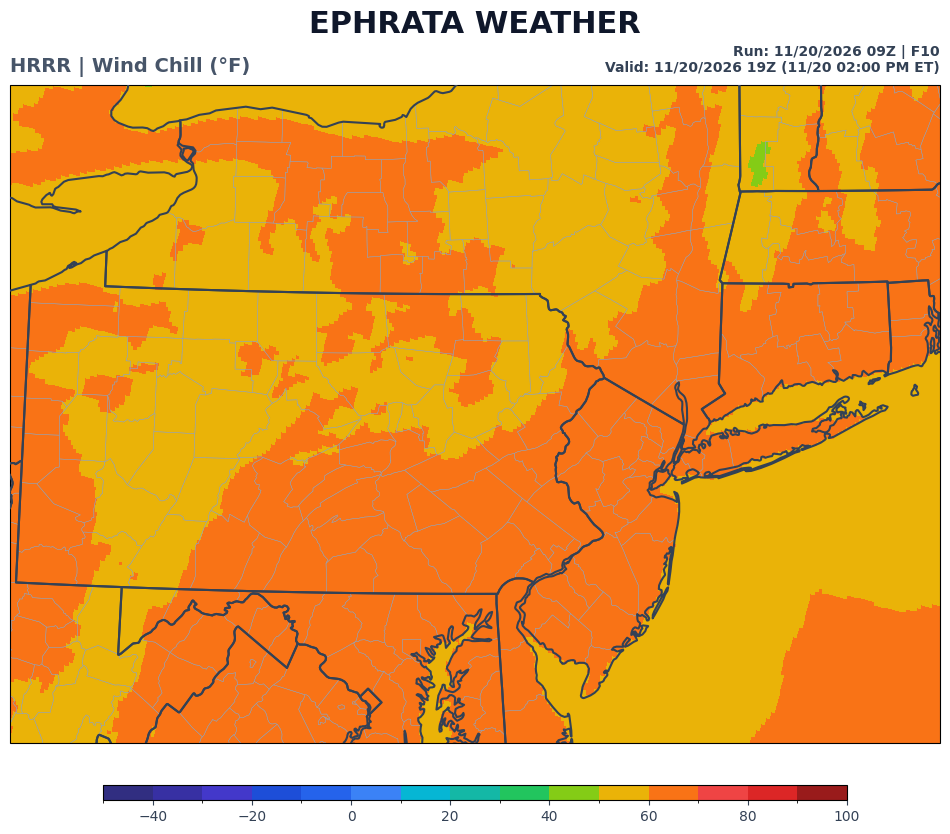 EPHRATA WEATHER
HRRR | Wind Chill (°F)
Run: 11/20/2026 09Z | F10
Valid: 11/20/2026 19Z (11/20 02:00 PM ET)
−40 −20 0 20 40 60 80 100